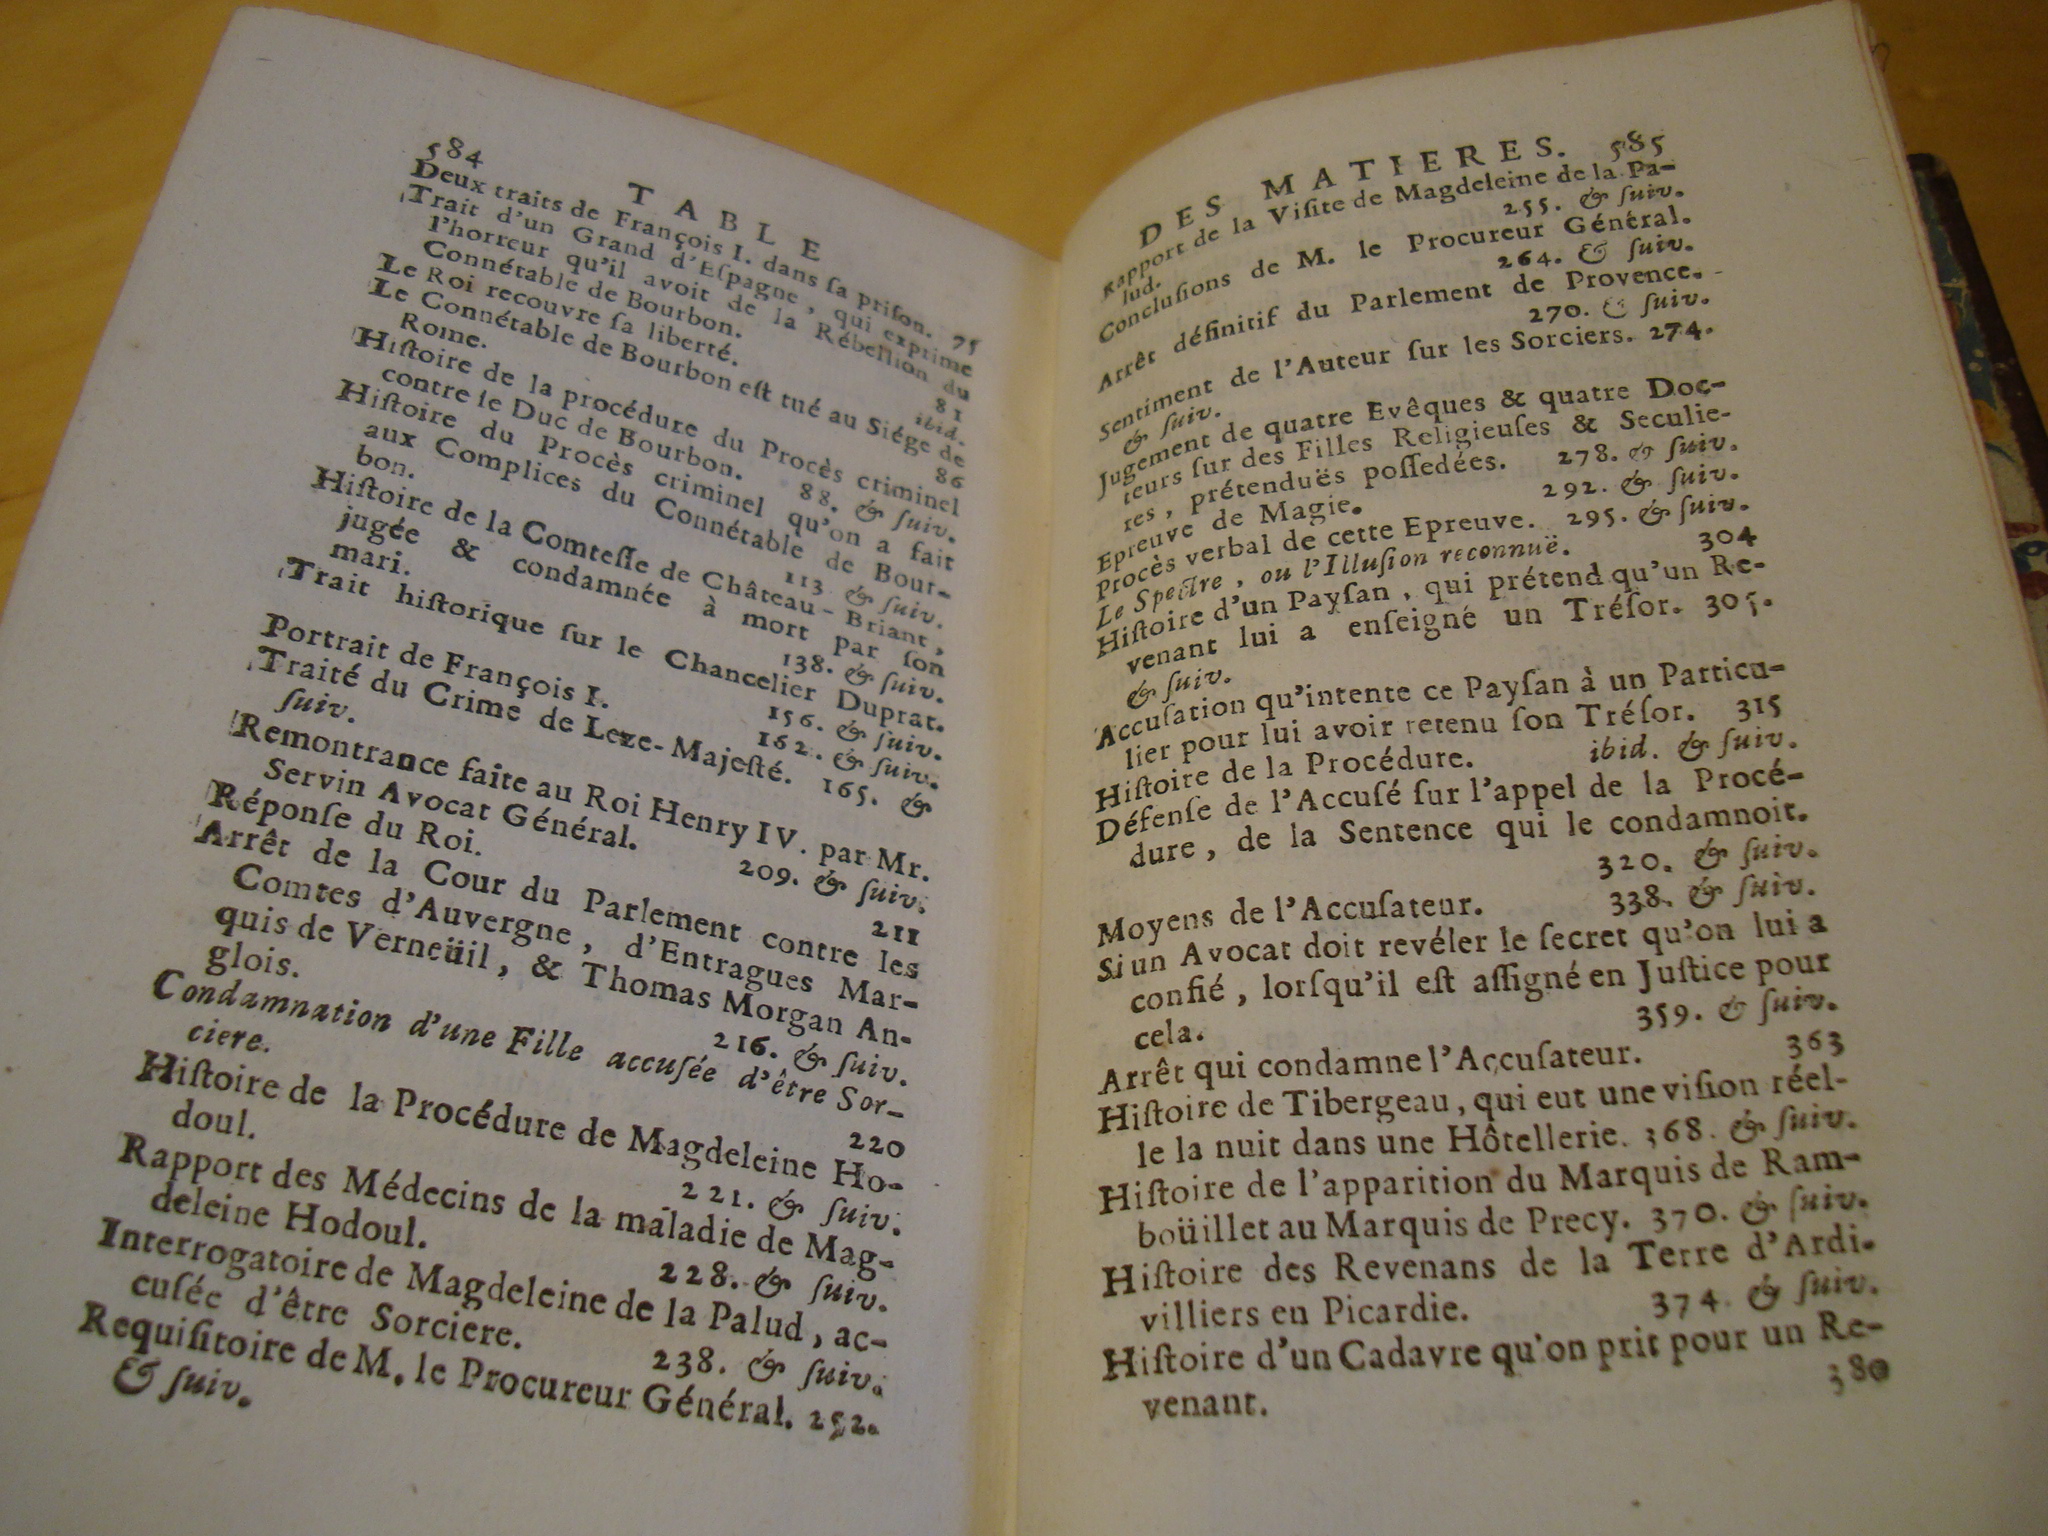 584
TABLE
Deux traits de François I. dans ſa priſon. 75
Trait d'un Grand d'Eſpagne, qui exprime
l'horreur qu'il avoit de la Rébellion du
Connétable de Bourbon. 81
Le Roi recouvre ſa liberté. ibid.
Le Connétable de Bourbon eſt tué au Siége de
Rome. 86
Hiſtoire de la procédure du Procès criminel
contre le Duc de Bourbon. 88. & ſuiv.
Hiſtoire du Procès criminel qu'on a fait
aux Complices du Connétable de Bour-
bon. 113 & ſuiv.
Hiſtoire de la Comteſſe de Château-Briant,
jugée & condamnée à mort par ſon
mari. 138. & ſuiv.
Trait hiſtorique ſur le Chancelier Duprat.
156. & ſuiv.
Portrait de François I. 162. & ſuiv.
Traité du Crime de Leze-Majeſté. 165. &
ſuiv.
Remontrance faite au Roi Henry IV. par Mr.
Servin Avocat Général. 209. & ſuiv.
Réponſe du Roi. 211
Arrêt de la Cour du Parlement contre les
Comtes d'Auvergne, d'Entragues Mar-
quis de Verneüil, & Thomas Morgan An-
glois. 216. & ſuiv.
Condamnation d'une Fille accuſée d'être Sor-
ciere. 220
Hiſtoire de la Procédure de Magdeleine Ho-
doul. 221. & ſuiv.
Rapport des Médecins de la maladie de Mag-
deleine Hodoul. 228. & ſuiv.
Interrogatoire de Magdeleine de la Palud, ac-
cuſée d'être Sorciere. 238. & ſuiv.
Requiſitoire de M. le Procureur Général. 252.
& ſuiv.
DES MATIERES. 585
Rapport de la Viſite de Magdeleine de la Pa-
lud. 255. & ſuiv.
Concluſions de M. le Procureur Général.
264. & ſuiv.
Arrêt définitif du Parlement de Provence.
270. & ſuiv.
Sentiment de l'Auteur ſur les Sorciers. 274.
& ſuiv.
Jugement de quatre Evêques & quatre Doc-
teurs ſur des Filles Religieuſes & Seculie-
res, prétenduës poſſedées. 278. & ſuiv.
Epreuve de Magie. 292. & ſuiv.
Procès verbal de cette Epreuve. 295. & ſuiv.
Le Spectre, ou l'Illuſion reconnuë. 304
Hiſtoire d'un Payſan, qui prétend qu'un Re-
venant lui a enſeigné un Tréſor. 305.
& ſuiv.
Accuſation qu'intente ce Payſan à un Particu-
lier pour lui avoir retenu ſon Tréſor. 315
Hiſtoire de la Procédure. ibid. & ſuiv.
Défenſe de l'Accuſé ſur l'appel de la Procé-
dure, de la Sentence qui le condamnoit.
320. & ſuiv.
Moyens de l'Accuſateur. 338. & ſuiv.
Si un Avocat doit revéler le ſecret qu'on lui a
confié, lorſqu'il eſt aſſigné en Juſtice pour
cela. 359. & ſuiv.
Arrêt qui condamne l'Accuſateur. 363
Hiſtoire de Tibergeau, qui eut une viſion réel-
le la nuit dans une Hôtellerie. 368. & ſuiv.
Hiſtoire de l'apparition du Marquis de Ram-
boüillet au Marquis de Precy. 370. & ſuiv.
Hiſtoire des Revenans de la Terre d'Ardi-
villiers en Picardie. 374. & ſuiv.
Hiſtoire d'un Cadavre qu'on prit pour un Re-
venant. 380